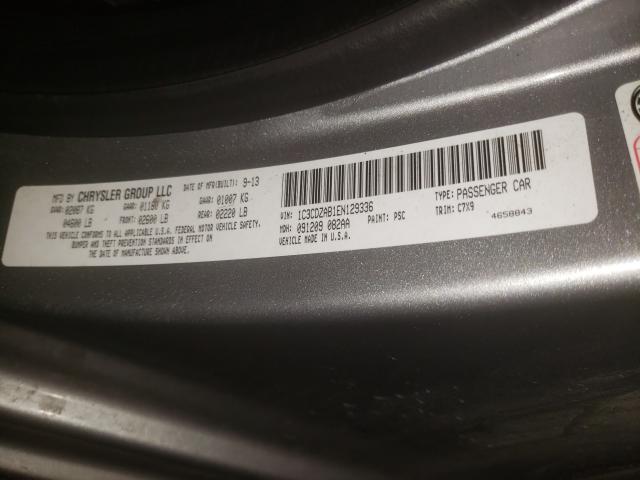 MFD BY CHRYSLER GROUP LLC DATE OF MFR(BUILT): 9-13
GVWR: 02087 KG GAWR: 01180 KG GAWR: 01007 KG
04600 LB FRONT: 02600 LB REAR: 02220 LB
THIS VEHICLE CONFORMS TO ALL APPLICABLE U.S.A. FEDERAL MOTOR VEHICLE SAFETY,
BUMPER AND THEFT PREVENTION STANDARDS IN EFFECT ON
THE DATE OF MANUFACTURE SHOWN ABOVE.
VIN: 1C3CDZAB1EN129336 TYPE: PASSENGER CAR
MDH: 091209 082AA PAINT: PSC TRIM: C7X9
VEHICLE MADE IN U.S.A. 4658843